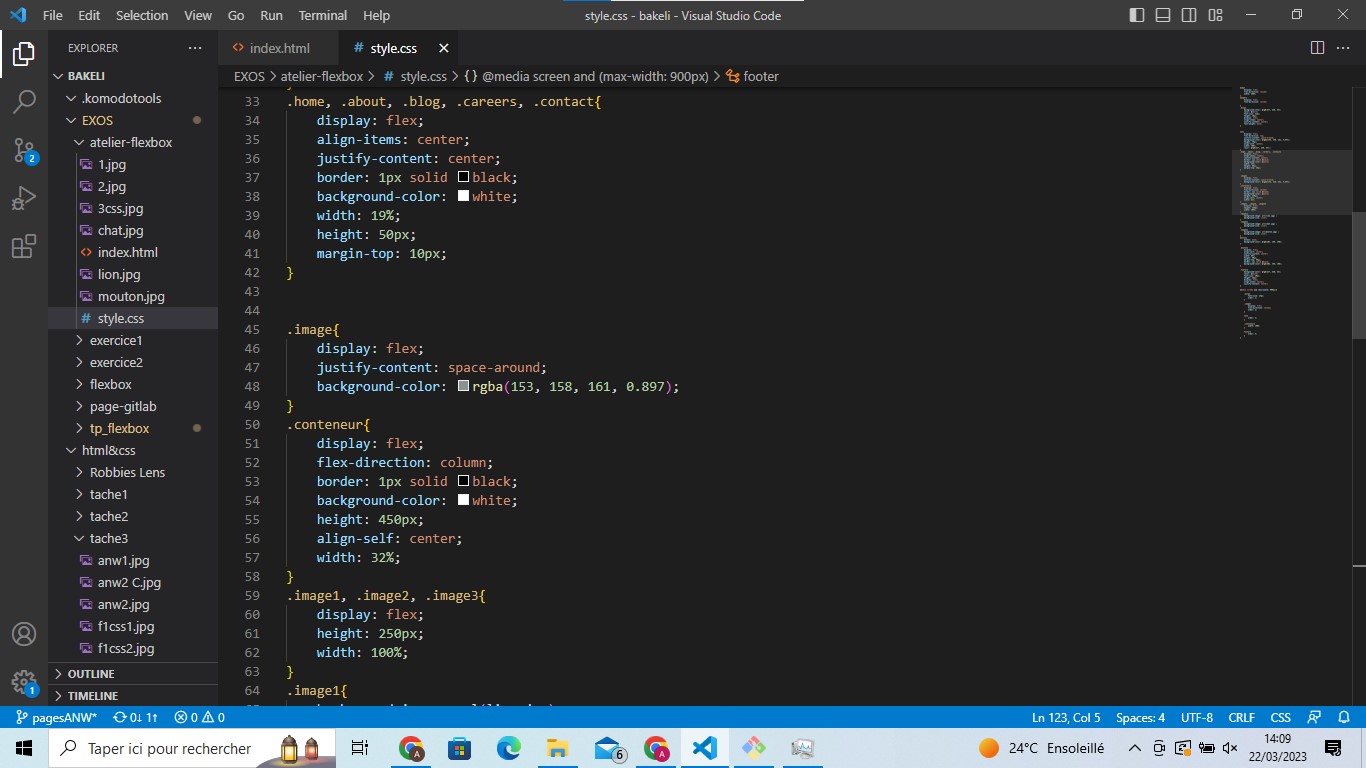 File Edit Selection View Go Run Terminal Help
style.css - bakeli - Visual Studio Code
EXPLORER
BAKELI
.komodotools
EXOS
atelier-flexbox
1.jpg
2.jpg
3css.jpg
chat.jpg
index.html
lion.jpg
mouton.jpg
style.css
exercice1
exercice2
flexbox
page-gitlab
tp_flexbox
html&css
Robbies Lens
tache1
tache2
tache3
anw1.jpg
anw2 C.jpg
anw2.jpg
f1css1.jpg
f1css2.jpg
OUTLINE
TIMELINE
2
1
index.html
style.css
EXOS > atelier-flexbox > # style.css > {} @media screen and (max-width: 900px) > footer
33 .home, .about, .blog, .careers, .contact{
34 display: flex;
35 align-items: center;
36 justify-content: center;
37 border: 1px solid black;
38 background-color: white;
39 width: 19%;
40 height: 50px;
41 margin-top: 10px;
42 }
43
44
45 .image{
46 display: flex;
47 justify-content: space-around;
48 background-color: rgba(153, 158, 161, 0.897);
49 }
50 .conteneur{
51 display: flex;
52 flex-direction: column;
53 border: 1px solid black;
54 background-color: white;
55 height: 450px;
56 align-self: center;
57 width: 32%;
58 }
59 .image1, .image2, .image3{
60 display: flex;
61 height: 250px;
62 width: 100%;
63 }
64 .image1{
pagesANW* 0↓ 1↑ 0 0
Ln 123, Col 5 Spaces: 4 UTF-8 CRLF CSS
Taper ici pour rechercher
6
24°C Ensoleillé
14:09
22/03/2023